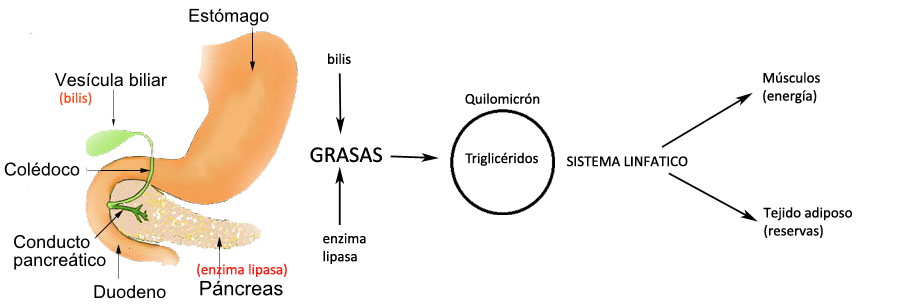 Estómago
Vesícula biliar
(bilis)
Colédoco
Conducto
pancreático
Duodeno
(enzima lipasa)
Páncreas
bilis
GRASAS
enzima
lipasa
Quilomicrón
Triglicéridos
SISTEMA LINFATICO
Músculos
(energía)
Tejido adiposo
(reservas)